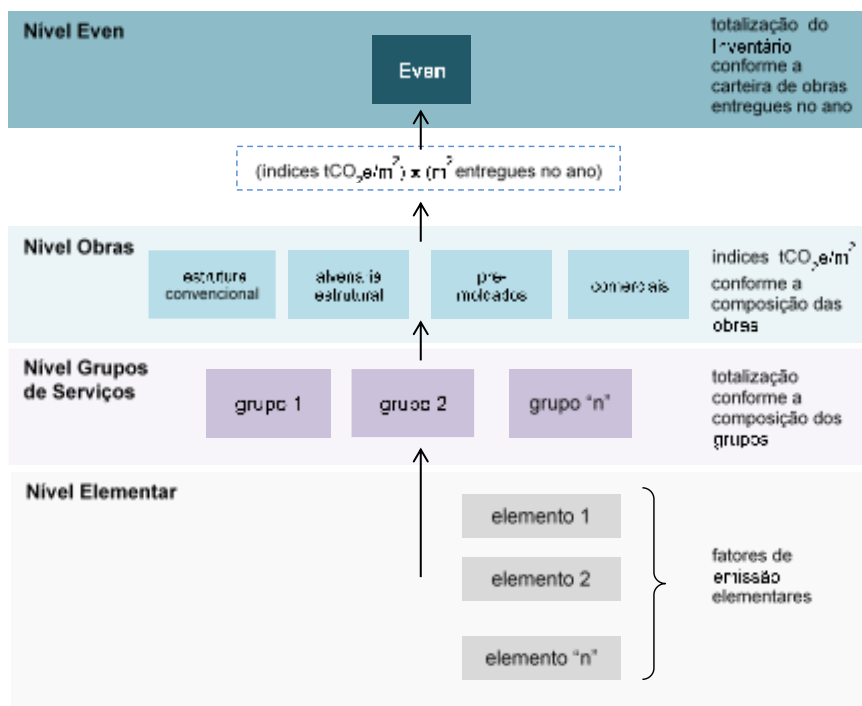 Nível Even
Even
totalização do
Inventário
conforme a
carteira de obras
entregues no ano
(indices tCO₂e/m²) x (m² entregues no ano)
Nivel Obras
estrutura
convencional
alvenaria
estrutural
pré-
moldados
comerciais
indices tCO₂e/m²
conforme a
composição das
obras
Nível Grupos
de Serviços
grupo 1
grupo 2
grupo “n”
totalização
conforme a
composição dos
grupos
Nível Elementar
elemento 1
elemento 2
elemento “n”
fatores de
emissão
elementares